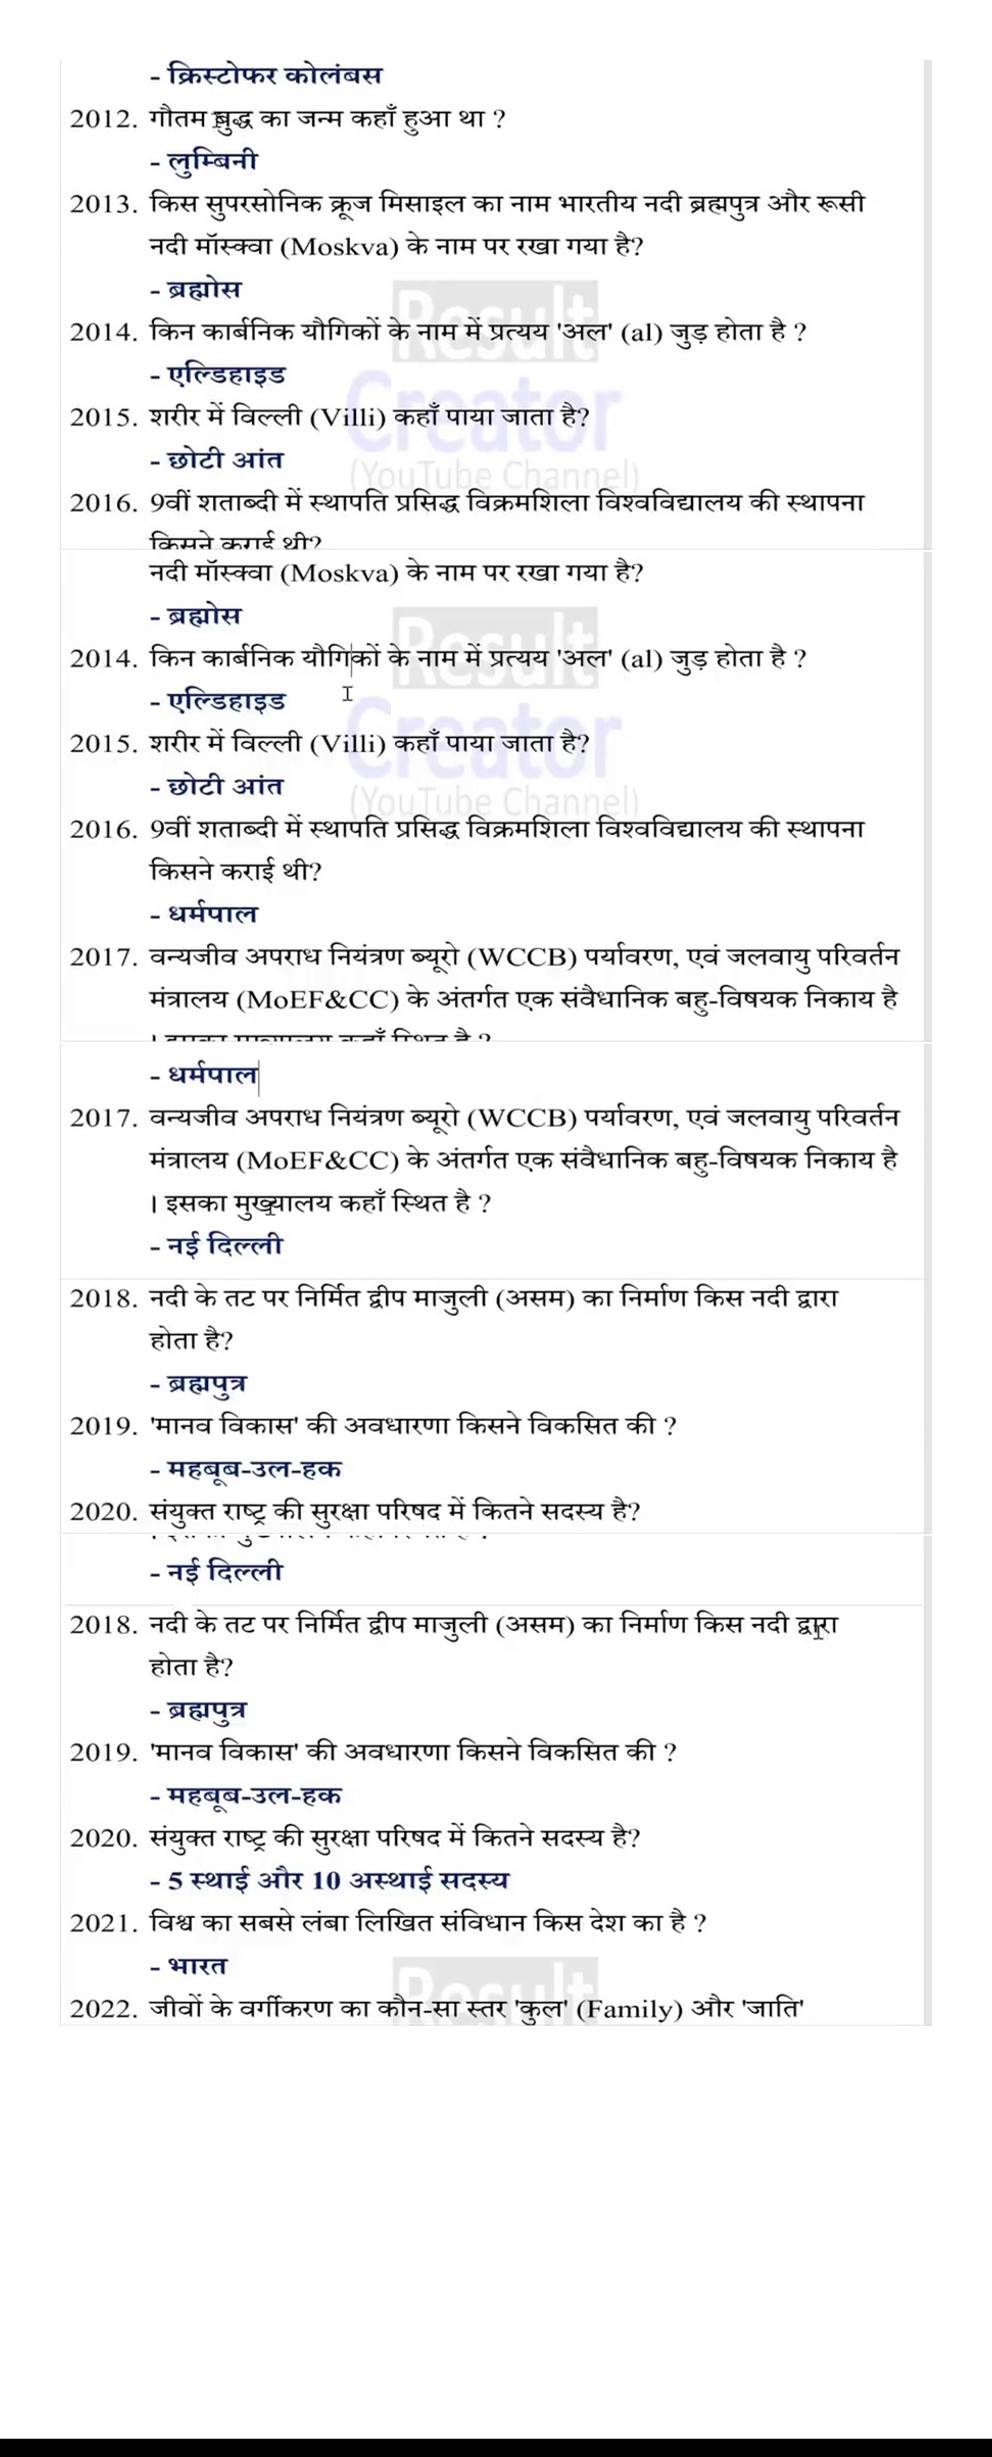 - क्रिस्टोफर कोलंबस
2012. गौतम बुद्ध का जन्म कहाँ हुआ था ?
- लुम्बिनी
2013. किस सुपरसोनिक क्रूज मिसाइल का नाम भारतीय नदी ब्रह्मपुत्र और रूसी
नदी मॉस्क्वा (Moskva) के नाम पर रखा गया है?
- ब्रह्मोस
Result
2014. किन कार्बनिक यौगिकों के नाम में प्रत्यय 'अल' (al) जुड़ होता है ?
- एल्डिहाइड
Creator
2015. शरीर में विल्ली (Villi) कहाँ पाया जाता है?
- छोटी आंत
(YouTube Channel)
2016. 9वीं शताब्दी में स्थापति प्रसिद्ध विक्रमशिला विश्वविद्यालय की स्थापना
किसने कराई थी?
नदी मॉस्क्वा (Moskva) के नाम पर रखा गया है?
- ब्रह्मोस
Result
2014. किन कार्बनिक यौगिकों के नाम में प्रत्यय 'अल' (al) जुड़ होता है ?
- एल्डिहाइड
Creator
2015. शरीर में विल्ली (Villi) कहाँ पाया जाता है?
- छोटी आंत
(YouTube Channel)
2016. 9वीं शताब्दी में स्थापति प्रसिद्ध विक्रमशिला विश्वविद्यालय की स्थापना
किसने कराई थी?
- धर्मपाल
2017. वन्यजीव अपराध नियंत्रण ब्यूरो (WCCB) पर्यावरण, एवं जलवायु परिवर्तन
मंत्रालय (MoEF&CC) के अंतर्गत एक संवैधानिक बहु-विषयक निकाय है
- धर्मपाल
2017. वन्यजीव अपराध नियंत्रण ब्यूरो (WCCB) पर्यावरण, एवं जलवायु परिवर्तन
मंत्रालय (MoEF&CC) के अंतर्गत एक संवैधानिक बहु-विषयक निकाय है
। इसका मुख्यालय कहाँ स्थित है ?
- नई दिल्ली
2018. नदी के तट पर निर्मित द्वीप माजुली (असम) का निर्माण किस नदी द्वारा
होता है?
- ब्रह्मपुत्र
2019. 'मानव विकास' की अवधारणा किसने विकसित की ?
- महबूब-उल-हक
2020. संयुक्त राष्ट्र की सुरक्षा परिषद में कितने सदस्य है?
- नई दिल्ली
2018. नदी के तट पर निर्मित द्वीप माजुली (असम) का निर्माण किस नदी द्वारा
होता है?
- ब्रह्मपुत्र
2019. 'मानव विकास' की अवधारणा किसने विकसित की ?
- महबूब-उल-हक
2020. संयुक्त राष्ट्र की सुरक्षा परिषद में कितने सदस्य है?
- 5 स्थाई और 10 अस्थाई सदस्य
2021. विश्व का सबसे लंबा लिखित संविधान किस देश का है ?
- भारत
Result
2022. जीवों के वर्गीकरण का कौन-सा स्तर 'कुल' (Family) और 'जाति'